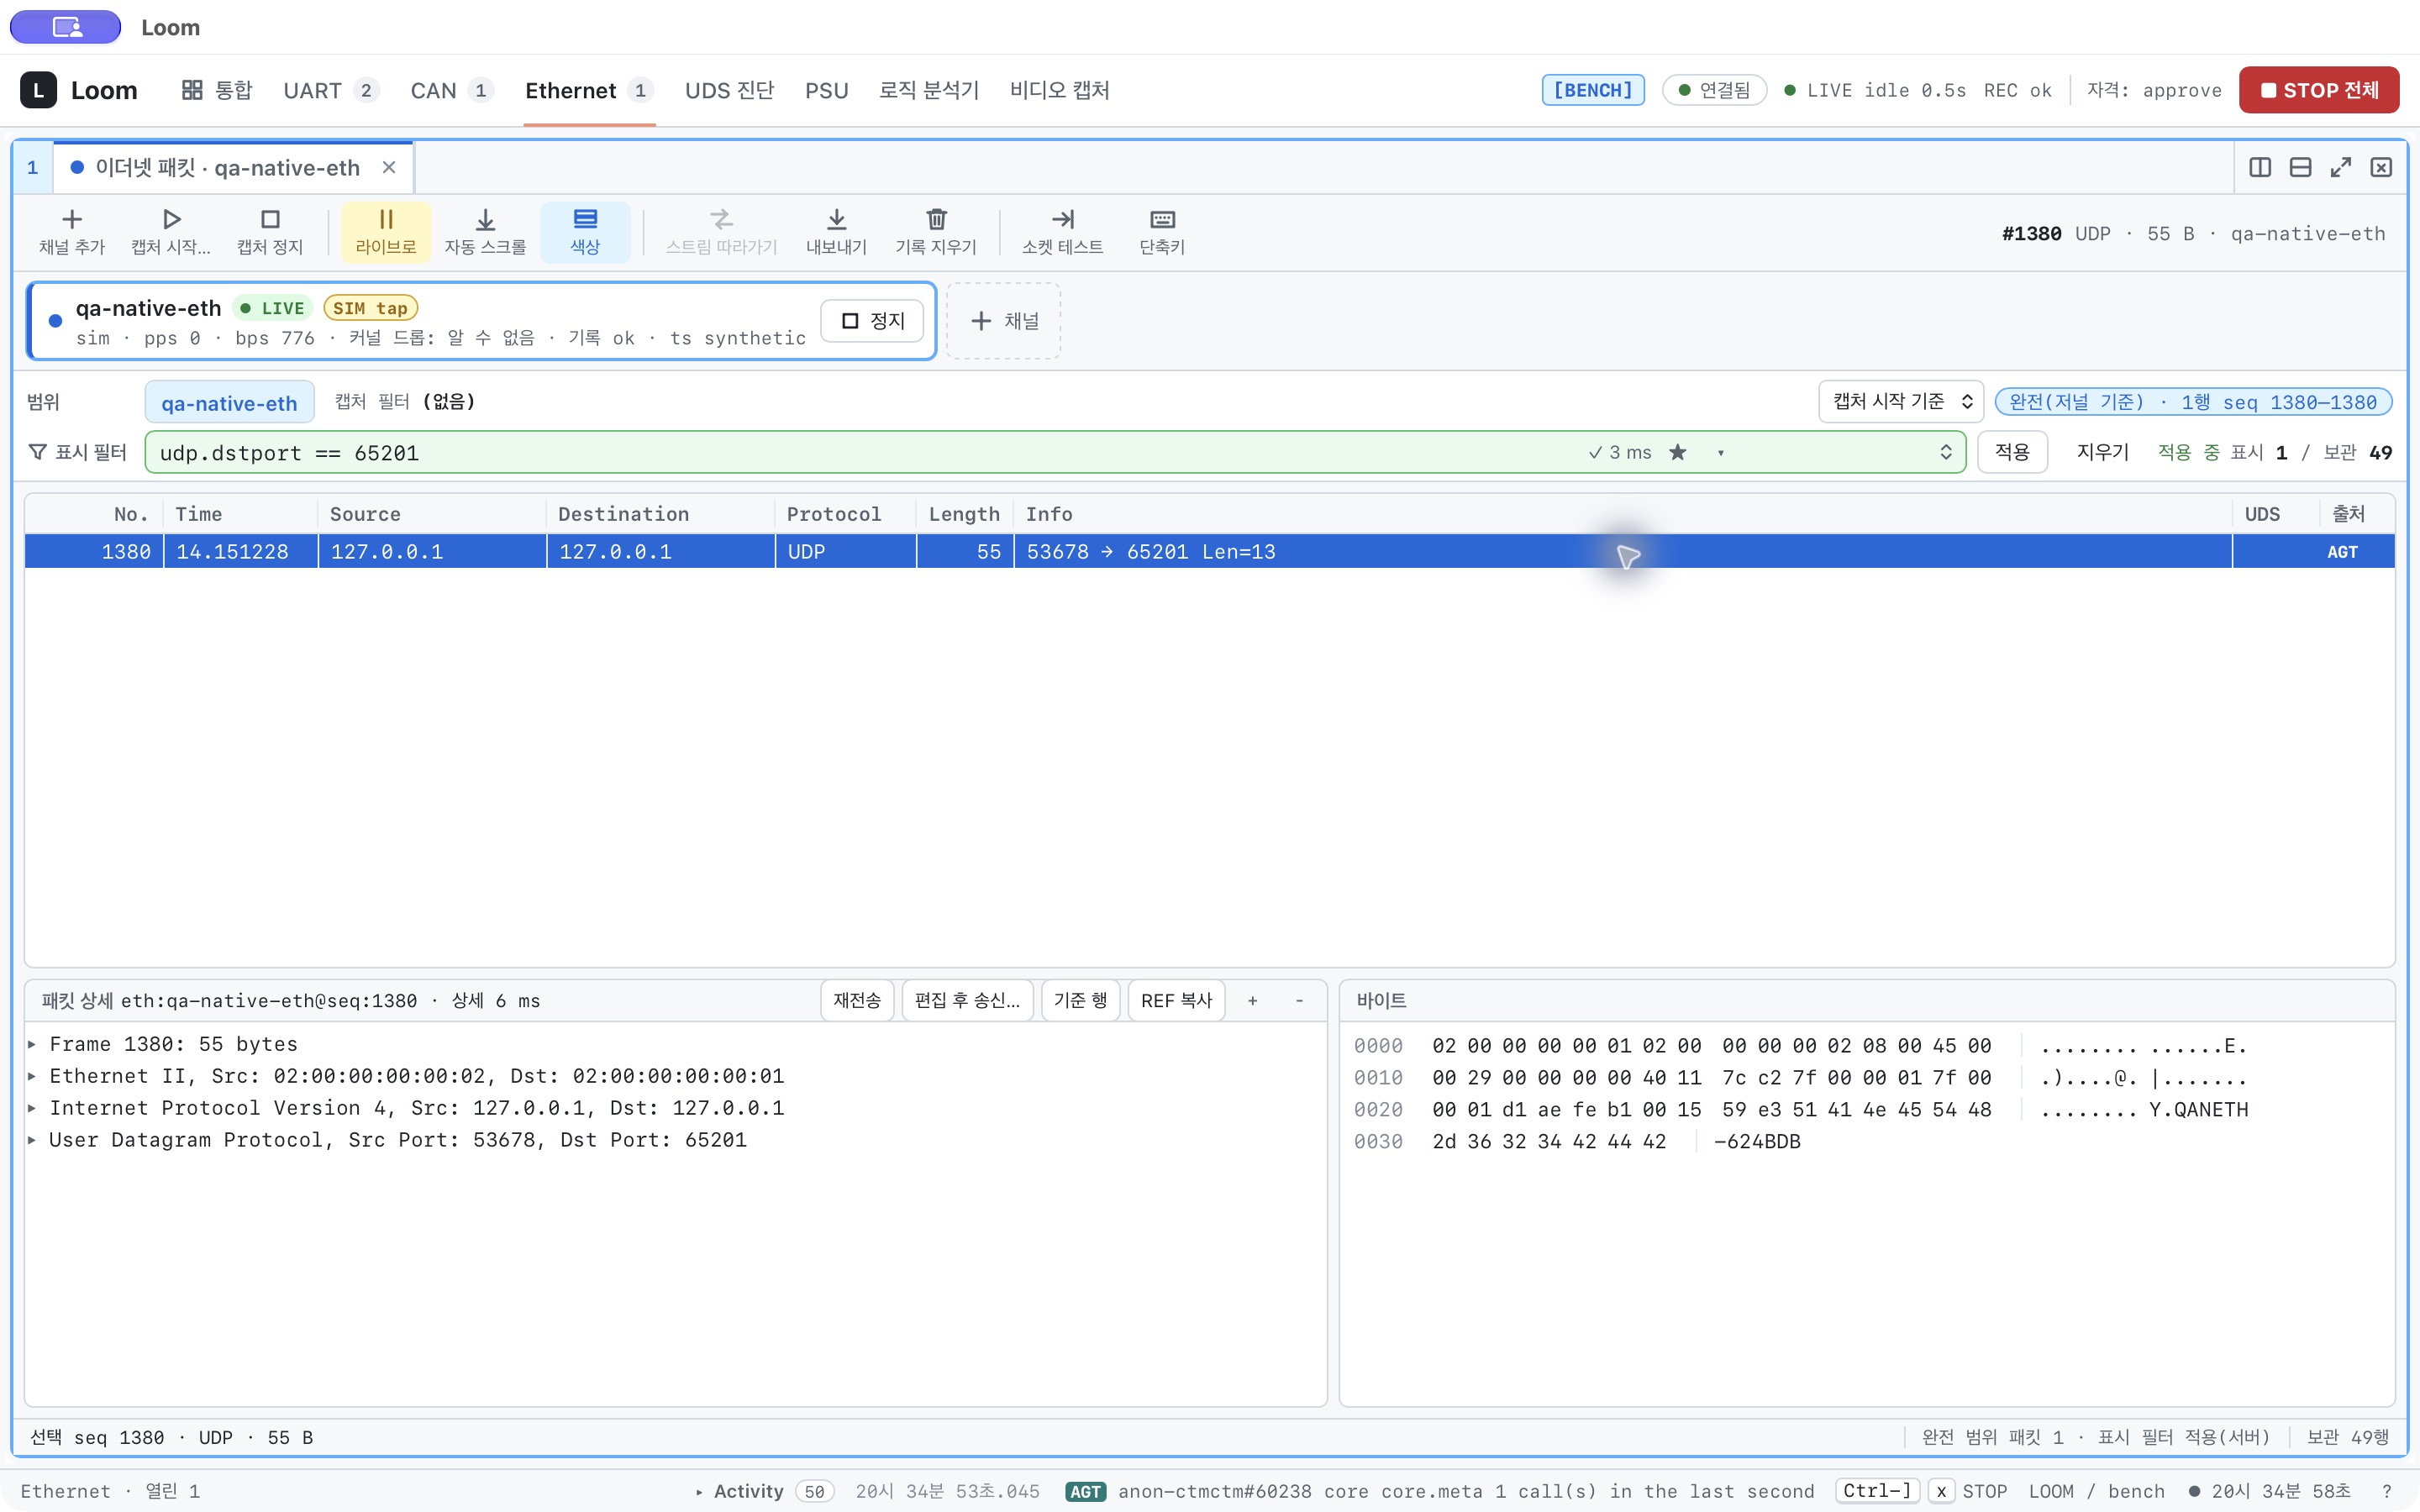 Loom
L Loom 통합 UART 2 CAN 1 Ethernet 1 UDS 진단 PSU 로직 분석기 비디오 캡처 [BENCH] 연결됨 LIVE idle 0.5s REC ok 자격: approve STOP 전체
1 이더넷 패킷 · qa-native-eth
채널 추가 캡처 시작... 캡처 정지 라이브로 자동 스크롤 색상 스트림 따라가기 내보내기 기록 지우기 소켓 테스트 단축키 #1380 UDP · 55 B · qa-native-eth
qa-native-eth LIVE SIM tap
sim · pps 0 · bps 776 · 커널 드롭: 알 수 없음 · 기록 ok · ts synthetic 정지 채널
범위 qa-native-eth 캡처 필터 (없음) 캡처 시작 기준 완전(저널 기준) · 1행 seq 1380—1380
표시 필터 udp.dstport == 65201 ✓ 3 ms ★ ▾ 적용 지우기 적용 중 표시 1 / 보관 49
No. Time Source Destination Protocol Length Info UDS 출처
1380 14.151228 127.0.0.1 127.0.0.1 UDP 55 53678 → 65201 Len=13 AGT
패킷 상세 eth:qa-native-eth@seq:1380 · 상세 6 ms 재전송 편집 후 송신... 기준 행 REF 복사 + -
▸ Frame 1380: 55 bytes
▸ Ethernet II, Src: 02:00:00:00:00:02, Dst: 02:00:00:00:00:01
▸ Internet Protocol Version 4, Src: 127.0.0.1, Dst: 127.0.0.1
▸ User Datagram Protocol, Src Port: 53678, Dst Port: 65201
바이트
0000 02 00 00 00 00 01 02 00 00 00 00 02 08 00 45 00 ........ ......E.
0010 00 29 00 00 00 00 40 11 7c c2 7f 00 00 01 7f 00 .)....@. |.......
0020 00 01 d1 ae fe b1 00 15 59 e3 51 41 4e 45 54 48 ........ Y.QANETH
0030 2d 36 32 34 42 44 42 -624BDB
선택 seq 1380 · UDP · 55 B 완전 범위 패킷 1 · 표시 필터 적용(서버) 보관 49행
Ethernet · 열린 1 ▸ Activity 50 20시 34분 53초.045 AGT anon-ctmctm#60238 core core.meta 1 call(s) in the last second Ctrl-] x STOP LOOM / bench ● 20시 34분 58초 ?